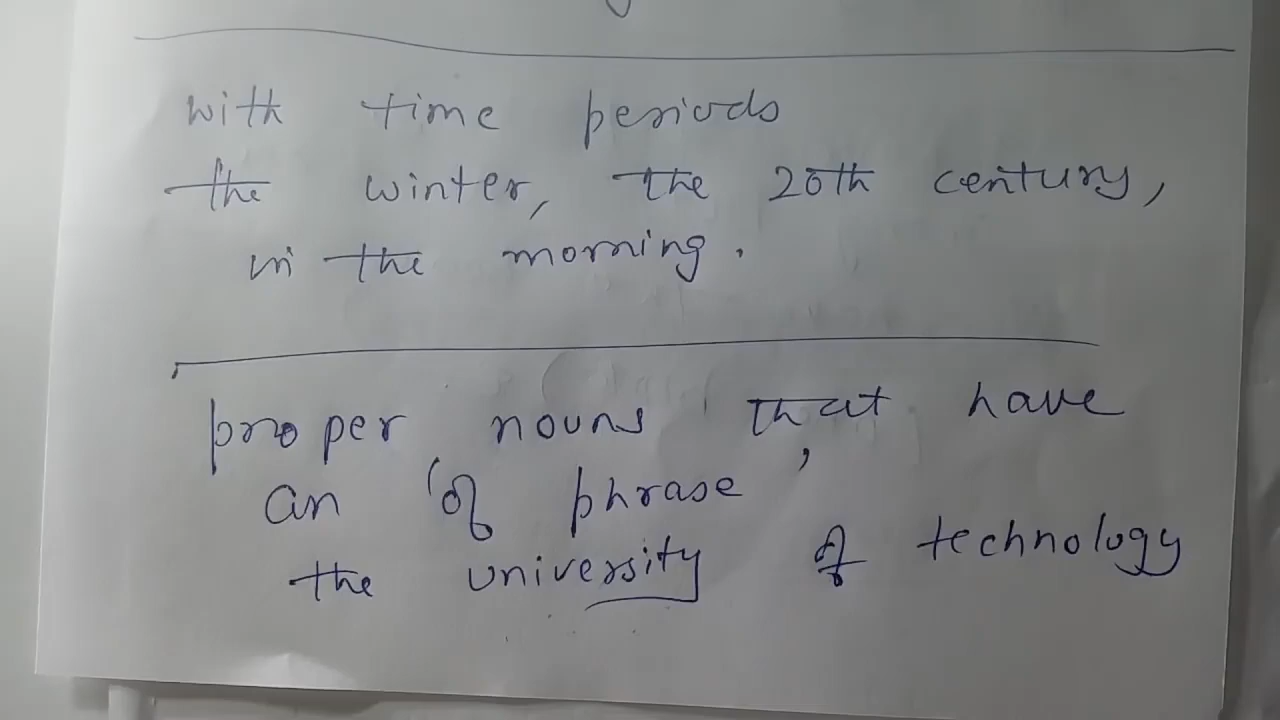 with time periods
the winter, the 20th century,
in the morning.
proper nouns that have
an 'of phrase'
the university of technology